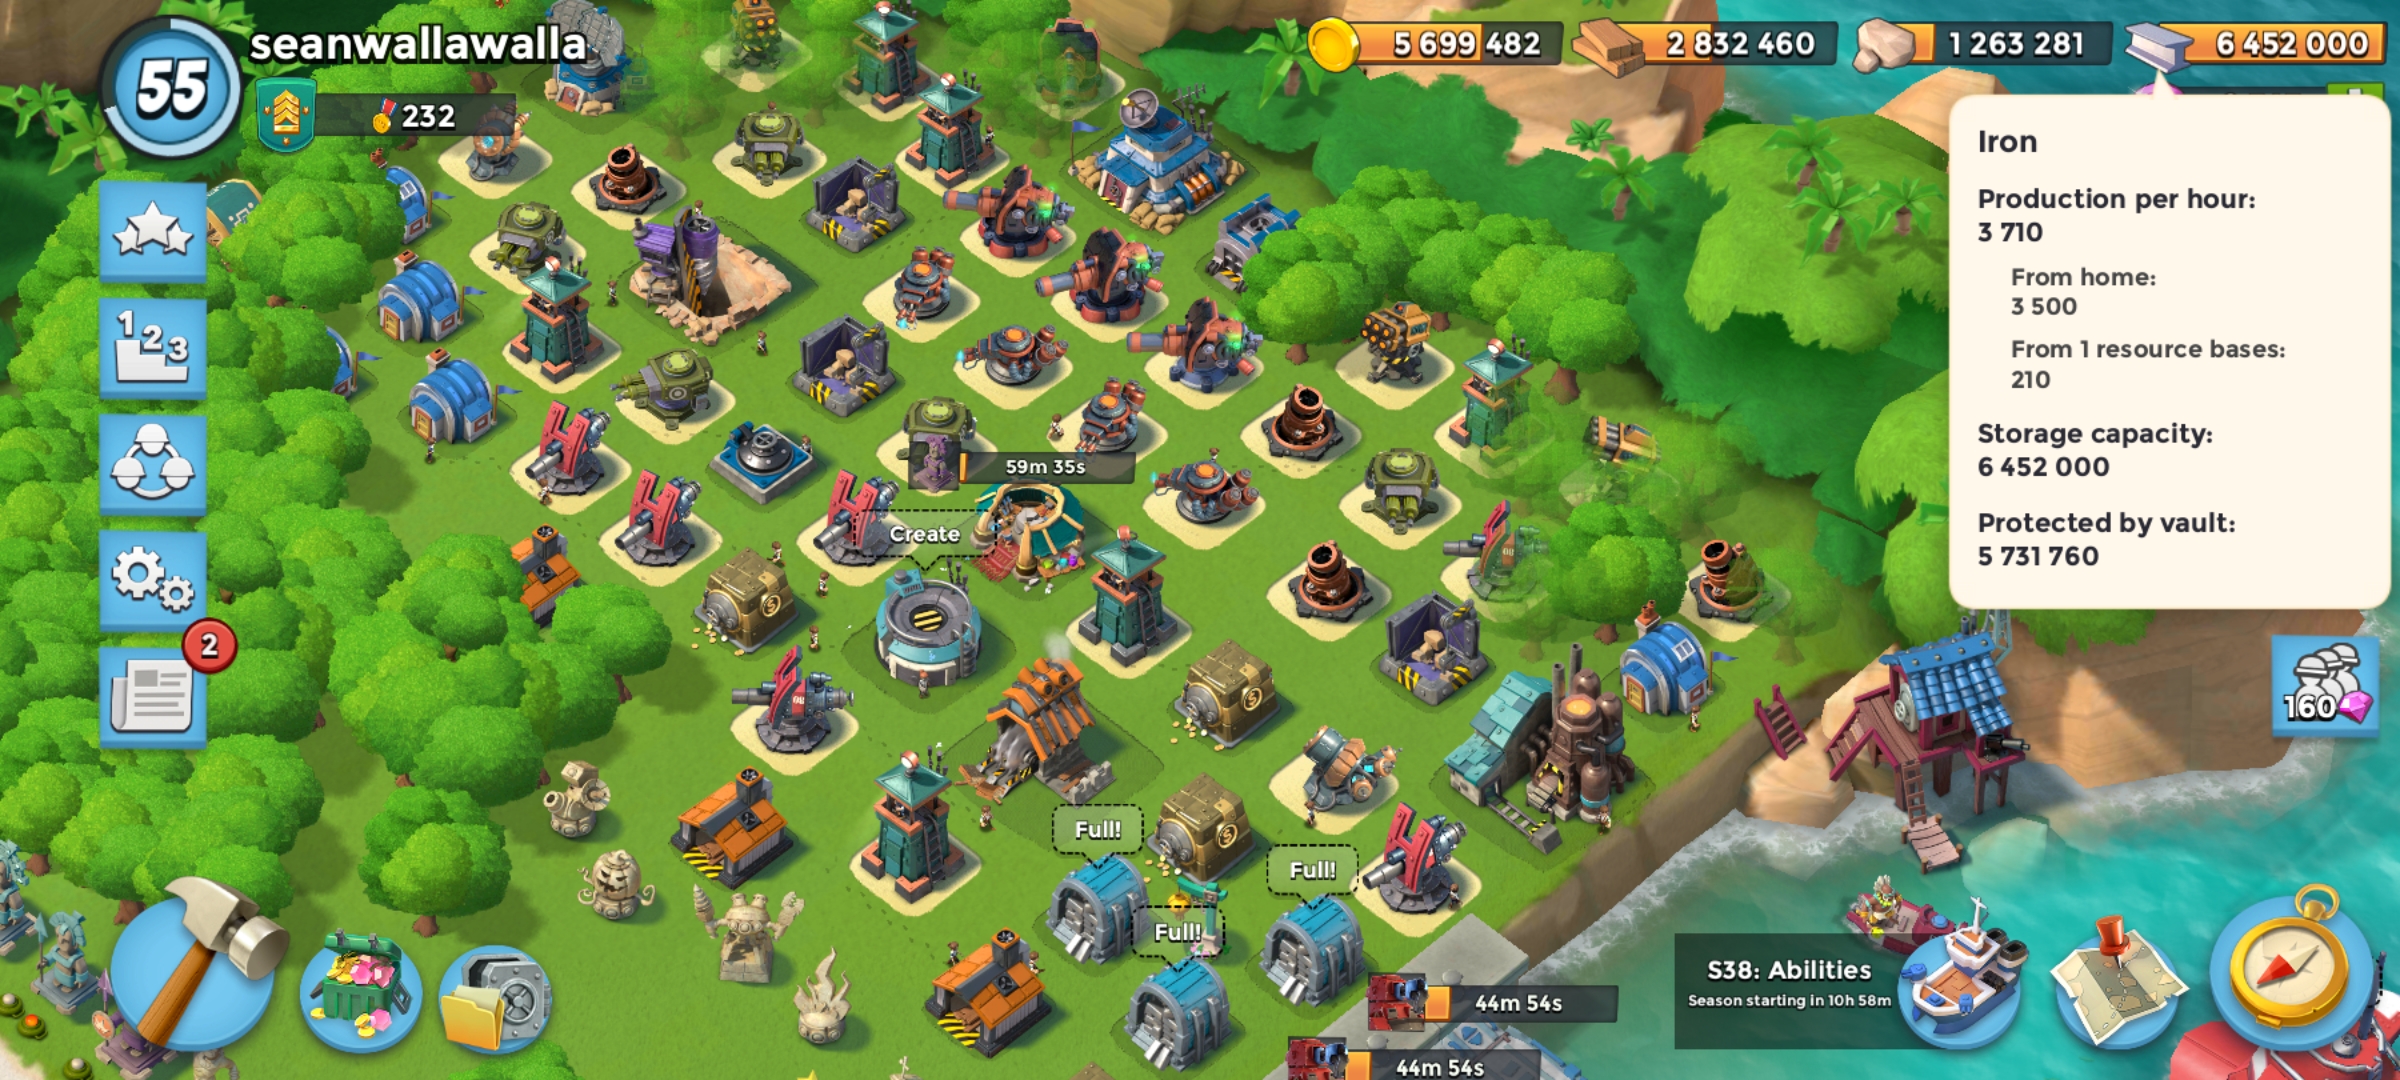 55
seanwallawalla
232
5 699 482
2 832 460
1 263 281
6 452 000
Iron
Production per hour:
3 710
From home:
3 500
From 1 resource bases:
210
Storage capacity:
6 452 000
Protected by vault:
5 731 760
1 2 3
59m 35s
Create
2
160
Full!
Full!
Full!
S38: Abilities
Season starting in 10h 58m
44m 54s
44m 54s